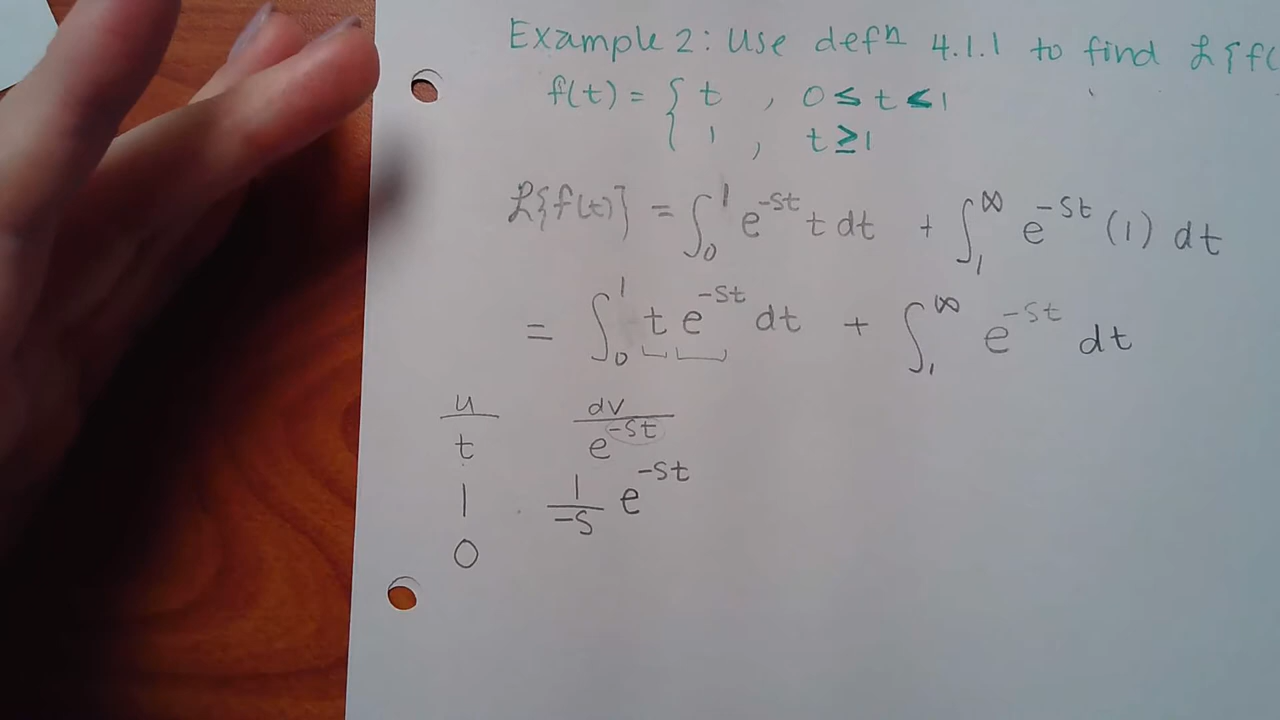 Example 2: Use defⁿ 4.1.1 to find ℒ{f(
f(t) = { t , 0 ≤ t ≤ 1
{ 1 , t ≥ 1
ℒ{f(t)} = ∫₀¹ e^{-st} t dt + ∫₁^∞ e^{-st} (1) dt
= ∫₀¹ t e^{-st} dt + ∫₁^∞ e^{-st} dt
u dv
t e^{-st}
1 1/-s e^{-st}
0